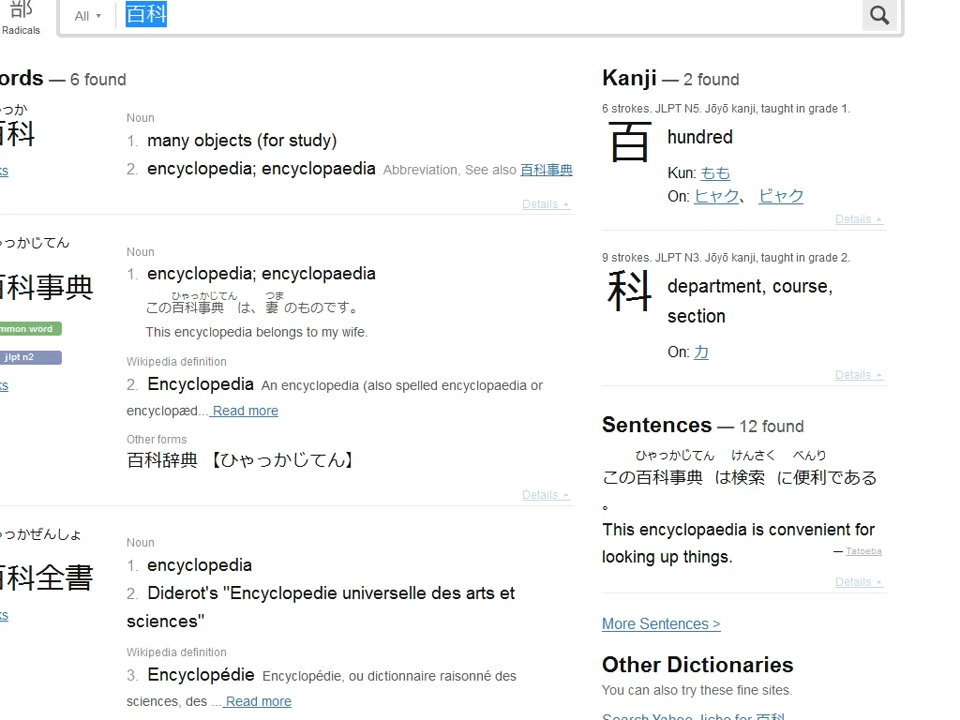 部
Radicals
All
百科
ords — 6 found
ゃっか
百科
ks
Noun
1. many objects (for study)
2. encyclopedia; encyclopaedia Abbreviation, See also 百科事典
Details
ゃっかじてん
百科事典
mmon word
jlpt n2
ks
Noun
1. encyclopedia; encyclopaedia
ひゃっかじてん つま
この百科事典 は、妻 のものです。
This encyclopedia belongs to my wife.
Wikipedia definition
2. Encyclopedia An encyclopedia (also spelled encyclopaedia or
encyclopæd... Read more
Other forms
百科辞典 【ひゃっかじてん】
Details
ゃっかぜんしょ
百科全書
ks
Noun
1. encyclopedia
2. Diderot's "Encyclopedie universelle des arts et
sciences"
Wikipedia definition
3. Encyclopédie Encyclopédie, ou dictionnaire raisonné des
sciences, des ... Read more
Kanji — 2 found
6 strokes. JLPT N5. Jōyō kanji, taught in grade 1.
百
hundred
Kun: もも
On: ヒャク、 ビャク
Details
9 strokes. JLPT N3. Jōyō kanji, taught in grade 2.
科
department, course,
section
On: カ
Details
Sentences — 12 found
ひゃっかじてん けんさく べんり
この百科事典 は検索 に便利である
。
This encyclopaedia is convenient for
looking up things.
— Tatoeba
Details
More Sentences >
Other Dictionaries
You can also try these fine sites.
Search Yahoo Jisho for 百科